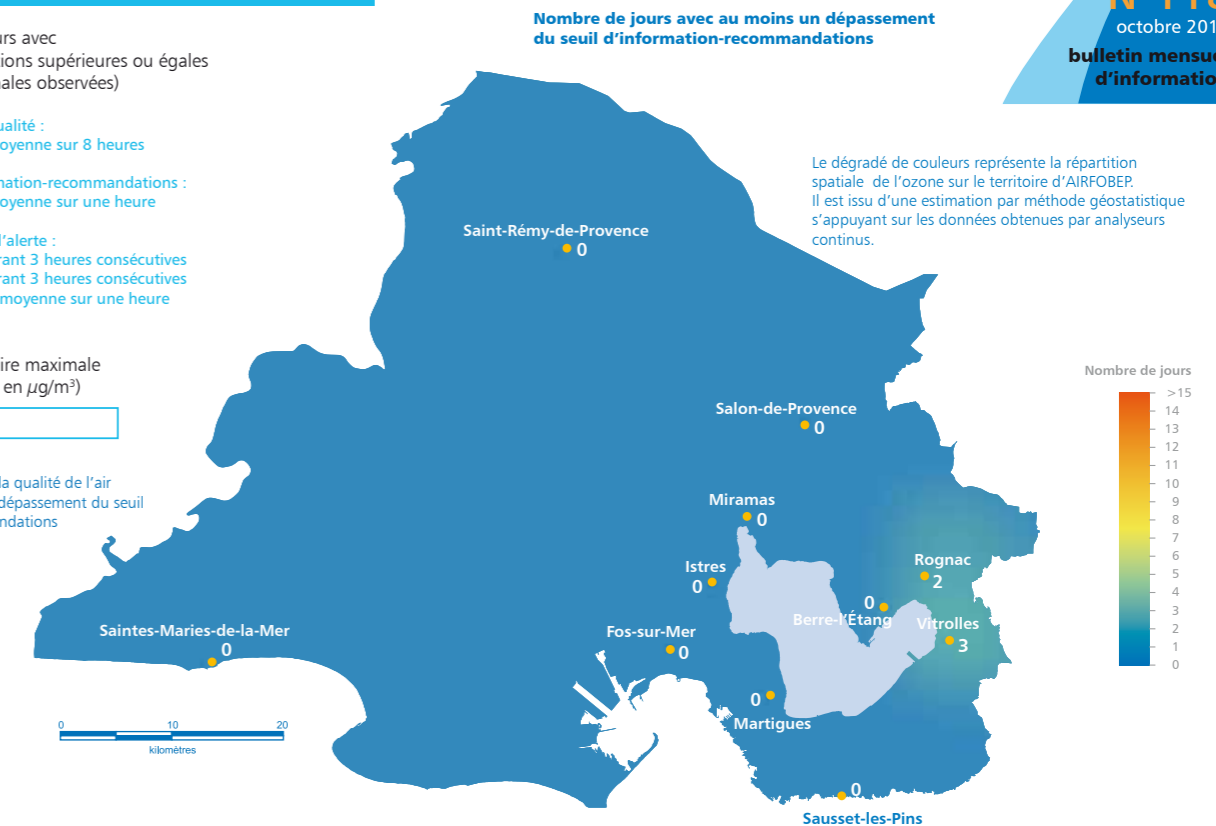 Nombre de jours avec au moins un dépassement
du seuil d'information-recommandations
octobre 201
bulletin mensue
d'informatio
urs avec
tions supérieures ou égales
nales observées)
ualité :
oyenne sur 8 heures
mation-recommandations :
oyenne sur une heure
d'alerte :
rant 3 heures consécutives
rant 3 heures consécutives
moyenne sur une heure
ire maximale
en µg/m³)
la qualité de l'air
dépassement du seuil
ndations
Le dégradé de couleurs représente la répartition
spatiale de l'ozone sur le territoire d'AIRFOBEP.
Il est issu d'une estimation par méthode géostatistique
s'appuyant sur les données obtenues par analyseurs
continus.
Saint-Rémy-de-Provence
0
Salon-de-Provence
0
Miramas
0
Istres
0
Rognac
2
0
Berre-l'Étang
Vitrolles
3
Fos-sur-Mer
0
Saintes-Maries-de-la-Mer
0
0
Martigues
0
Sausset-les-Pins
0 10 20
kilomètres
Nombre de jours
>15
14
13
12
11
10
9
8
7
6
5
4
3
2
1
0